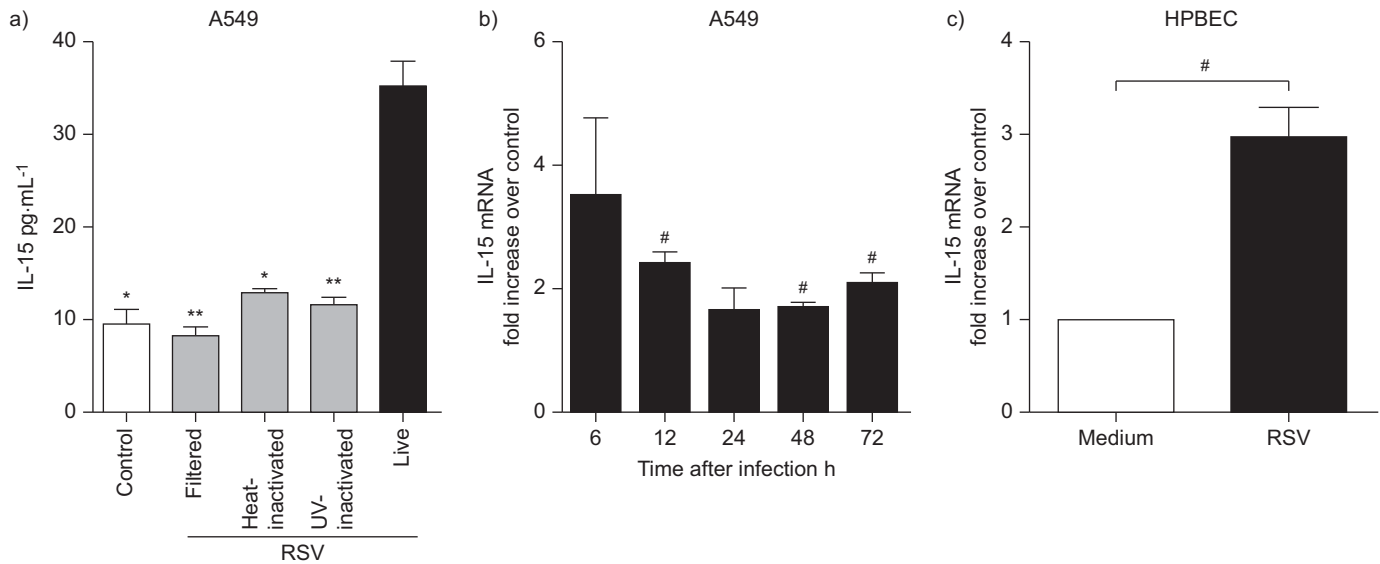 a)
A549
IL-15 pg·mL⁻¹
40
30
20
10
0
*
**
*
**
Control
Filtered
Heat-
inactivated
UV-
inactivated
Live
RSV
b)
A549
IL-15 mRNA
fold increase over control
6
4
2
0
#
#
#
6 12 24 48 72
Time after infection h
c)
HPBEC
IL-15 mRNA
fold increase over control
4
3
2
1
0
#
Medium RSV